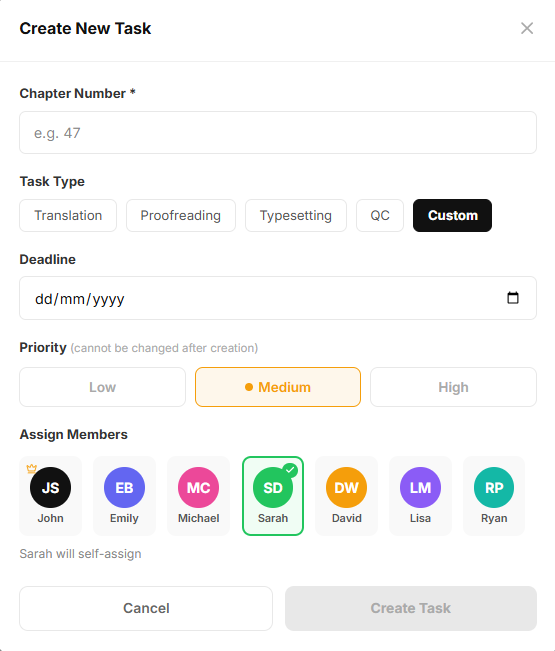 Create New Task
Chapter Number *
e.g. 47
Task Type
Translation Proofreading Typesetting QC Custom
Deadline
dd/mm/yyyy
Priority (cannot be changed after creation)
Low Medium High
Assign Members
JS EB MC SD DW LM RP
John Emily Michael Sarah David Lisa Ryan
Sarah will self-assign
Cancel Create Task